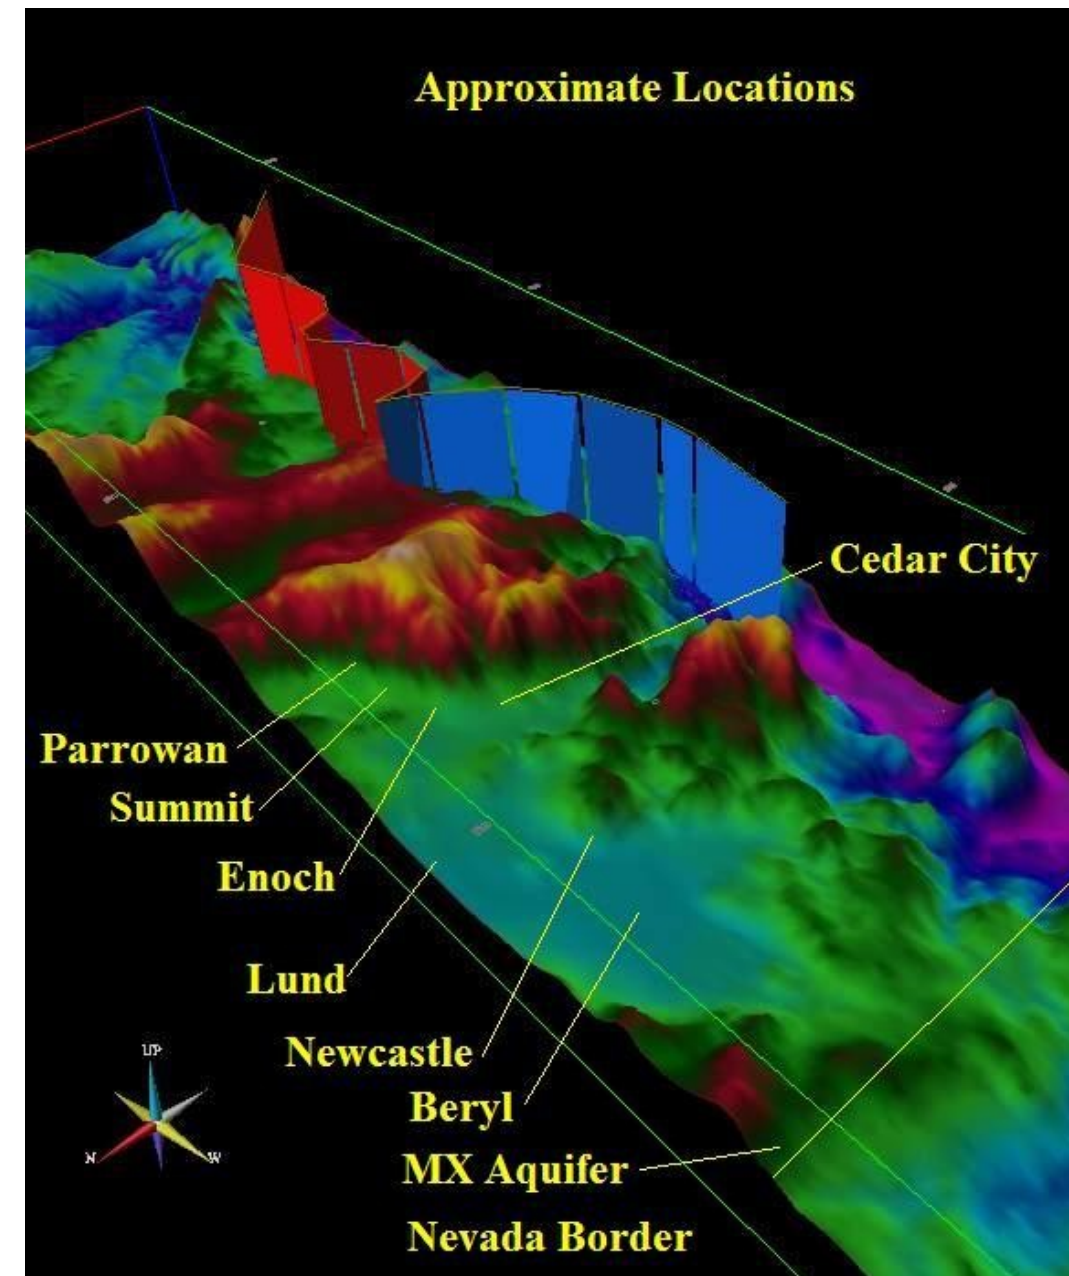 Approximate Locations
Cedar City
Parrowan
Summit
Enoch
Lund
Newcastle
UP
Beryl
N
W
MX Aquifer
Nevada Border